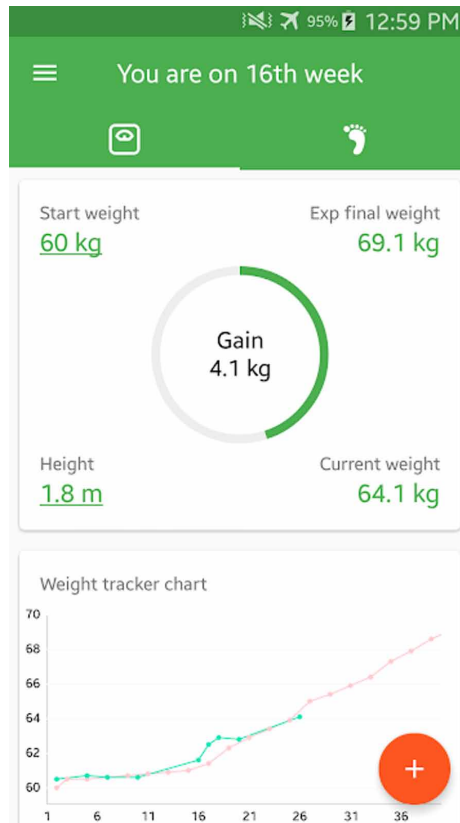 95% 12:59 PM
You are on 16th week
Start weight
60 kg
Exp final weight
69.1 kg
Gain
4.1 kg
Height
1.8 m
Current weight
64.1 kg
Weight tracker chart
70
68
66
64
62
60
1 6 11 16 21 26 31 36
+